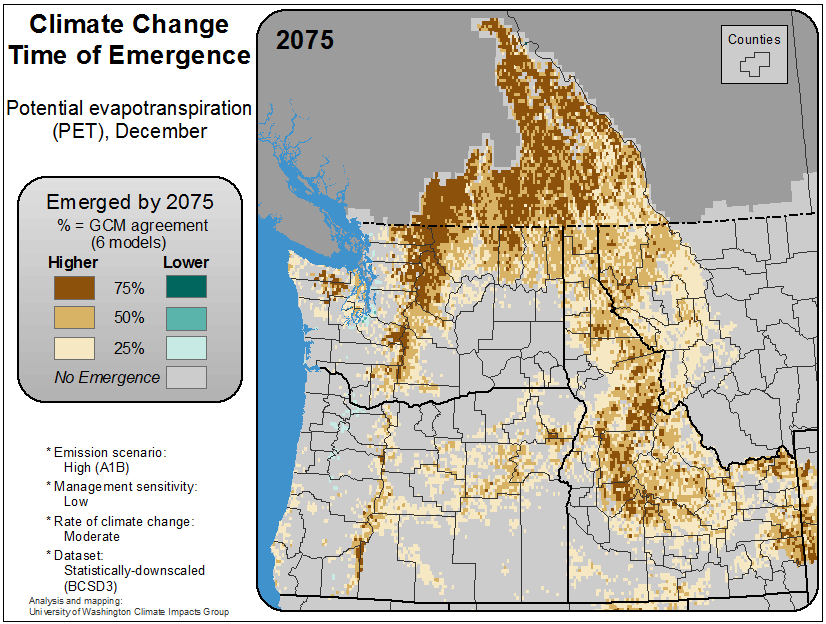 Climate Change
Time of Emergence
Potential evapotranspiration
(PET), December
Emerged by 2075
% = GCM agreement
(6 models)
Higher Lower
75%
50%
25%
No Emergence
* Emission scenario:
High (A1B)
* Management sensitivity:
Low
* Rate of climate change:
Moderate
* Dataset:
Statistically-downscaled
(BCSD3)
Analysis and mapping:
University of Washington Climate Impacts Group
2075
Counties